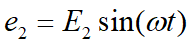 e₂ = E₂ sin(ωt)